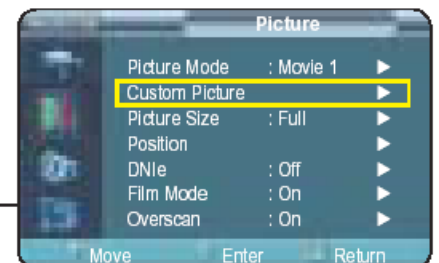 Picture
Picture Mode : Movie 1 ▶
Custom Picture ▶
Picture Size : Full ▶
Position ▶
DNIe : Off ▶
Film Mode : On ▶
Overscan : On ▶
Move Enter Return